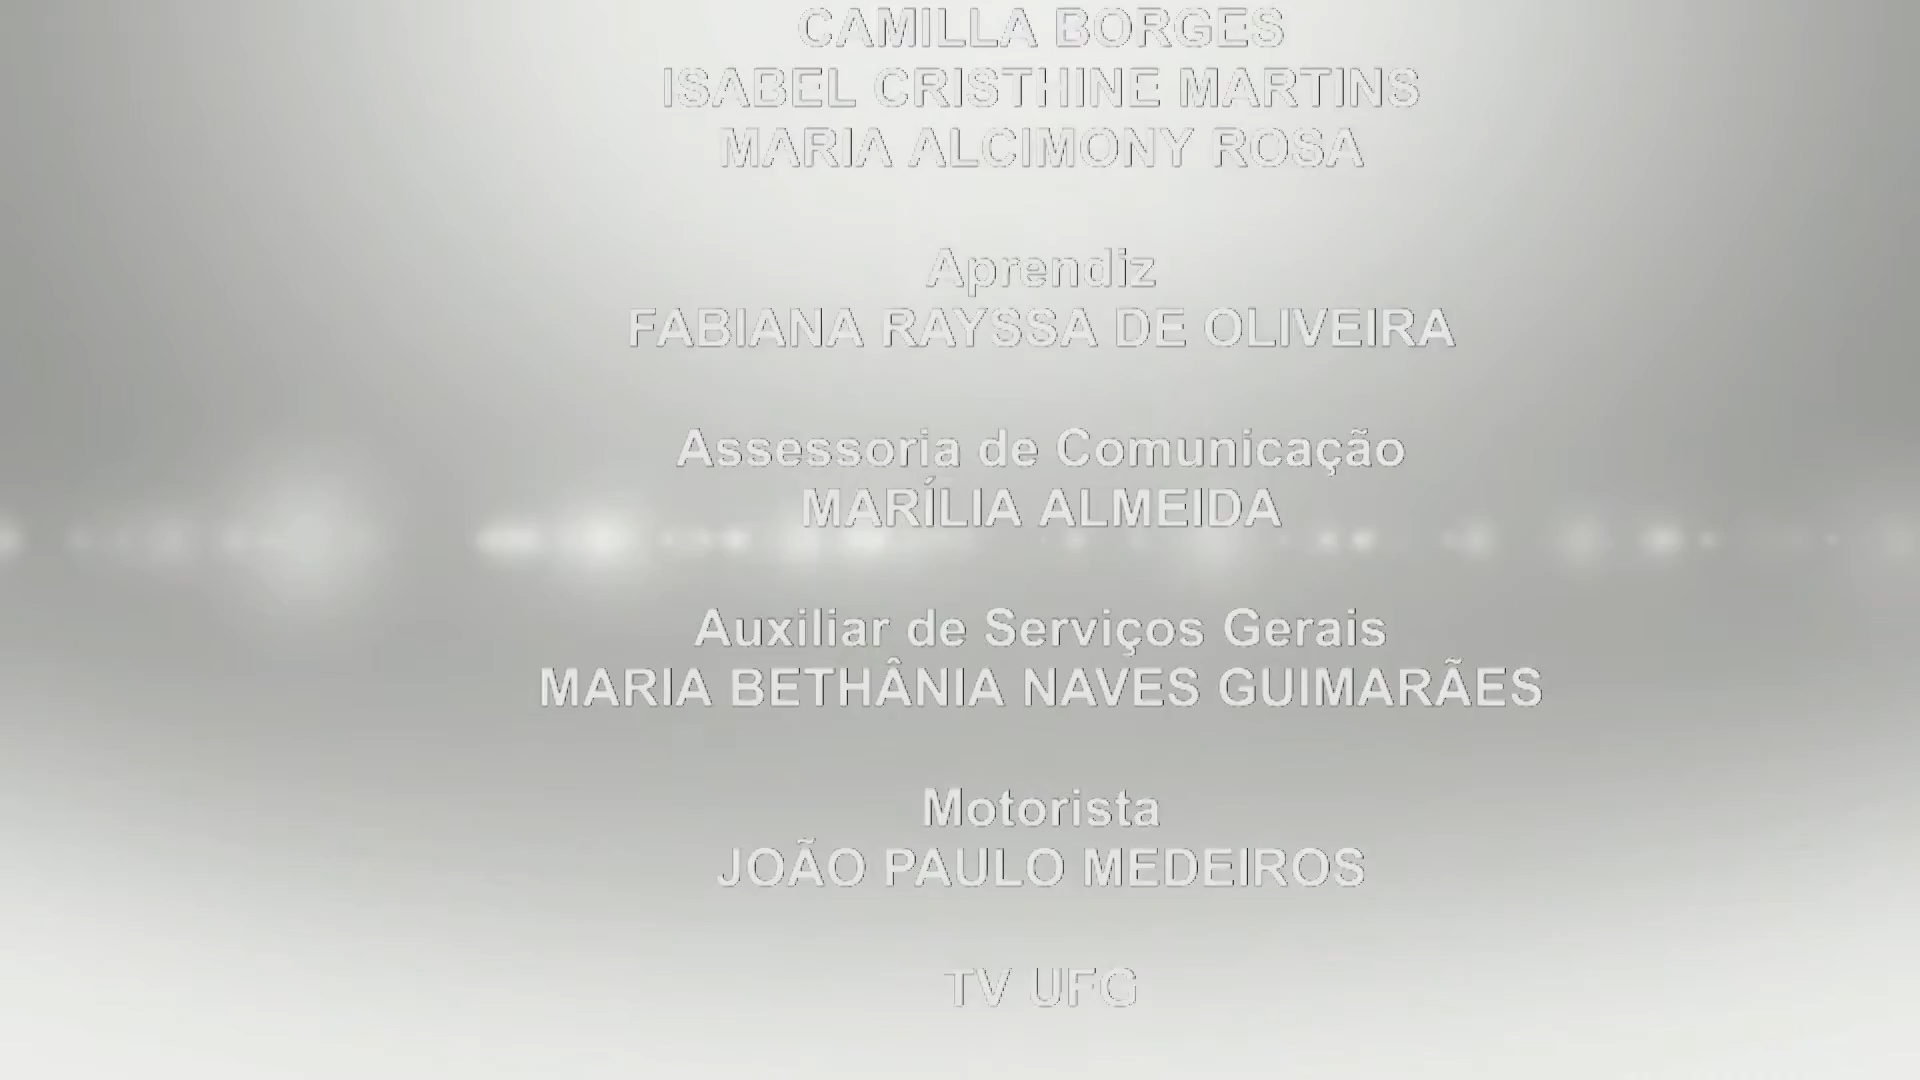 CAMILLA BORGES
ISABEL CRISTHINE MARTINS
MARIA ALCIMONY ROSA
Aprendiz
FABIANA RAYSSA DE OLIVEIRA
Assessoria de Comunicação
MARÍLIA ALMEIDA
Auxiliar de Serviços Gerais
MARIA BETHÂNIA NAVES GUIMARÃES
Motorista
JOÃO PAULO MEDEIROS
TV UFG